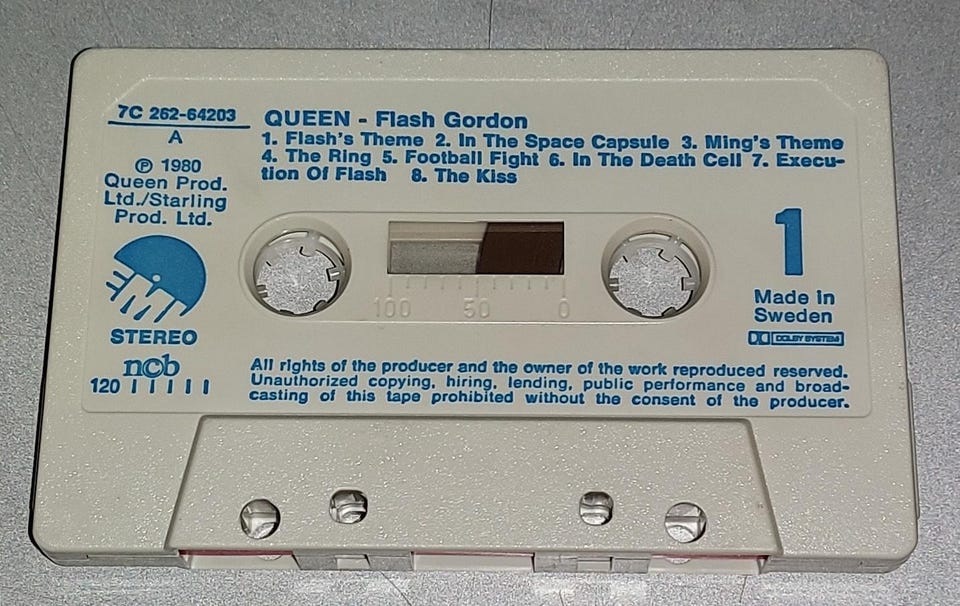 7C 262-64203
A
℗ 1980
Queen Prod.
Ltd./Starling
Prod. Ltd.
EMI
STEREO
ncb
120
QUEEN - Flash Gordon
1. Flash's Theme 2. In The Space Capsule 3. Ming's Theme
4. The Ring 5. Football Fight 6. In The Death Cell 7. Execu-
tion Of Flash 8. The Kiss
100 50 0
1
Made in
Sweden
DOLBY SYSTEM
All rights of the producer and the owner of the work reproduced reserved.
Unauthorized copying, hiring, lending, public performance and broad-
casting of this tape prohibited without the consent of the producer.